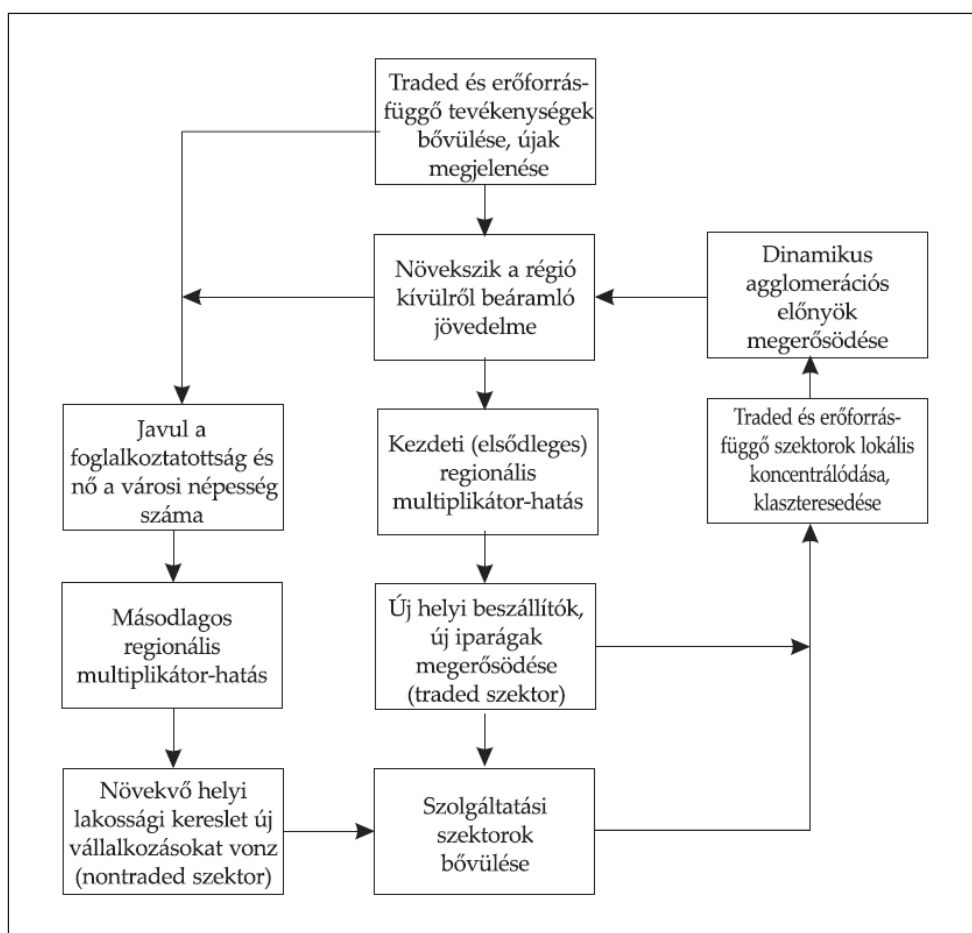 Traded és erőforrás-
függő tevékenységek
bővülése, újak
megjelenése
Növekszik a régió
kívülről beáramló
jövedelme
Dinamikus
agglomerációs
előnyök
megerősödése
Javul a
foglalkoztatottság és
nő a városi népesség
száma
Kezdeti (elsődleges)
regionális
multiplikátor-hatás
Traded és erőforrás-
függő szektorok lokális
koncentrálódása,
klaszteresedése
Másodlagos
regionális
multiplikátor-hatás
Új helyi beszállítók,
új iparágak
megerősödése
(traded szektor)
Növekvő helyi
lakossági kereslet új
vállalkozásokat vonz
(nontraded szektor)
Szolgáltatási
szektorok
bővülése